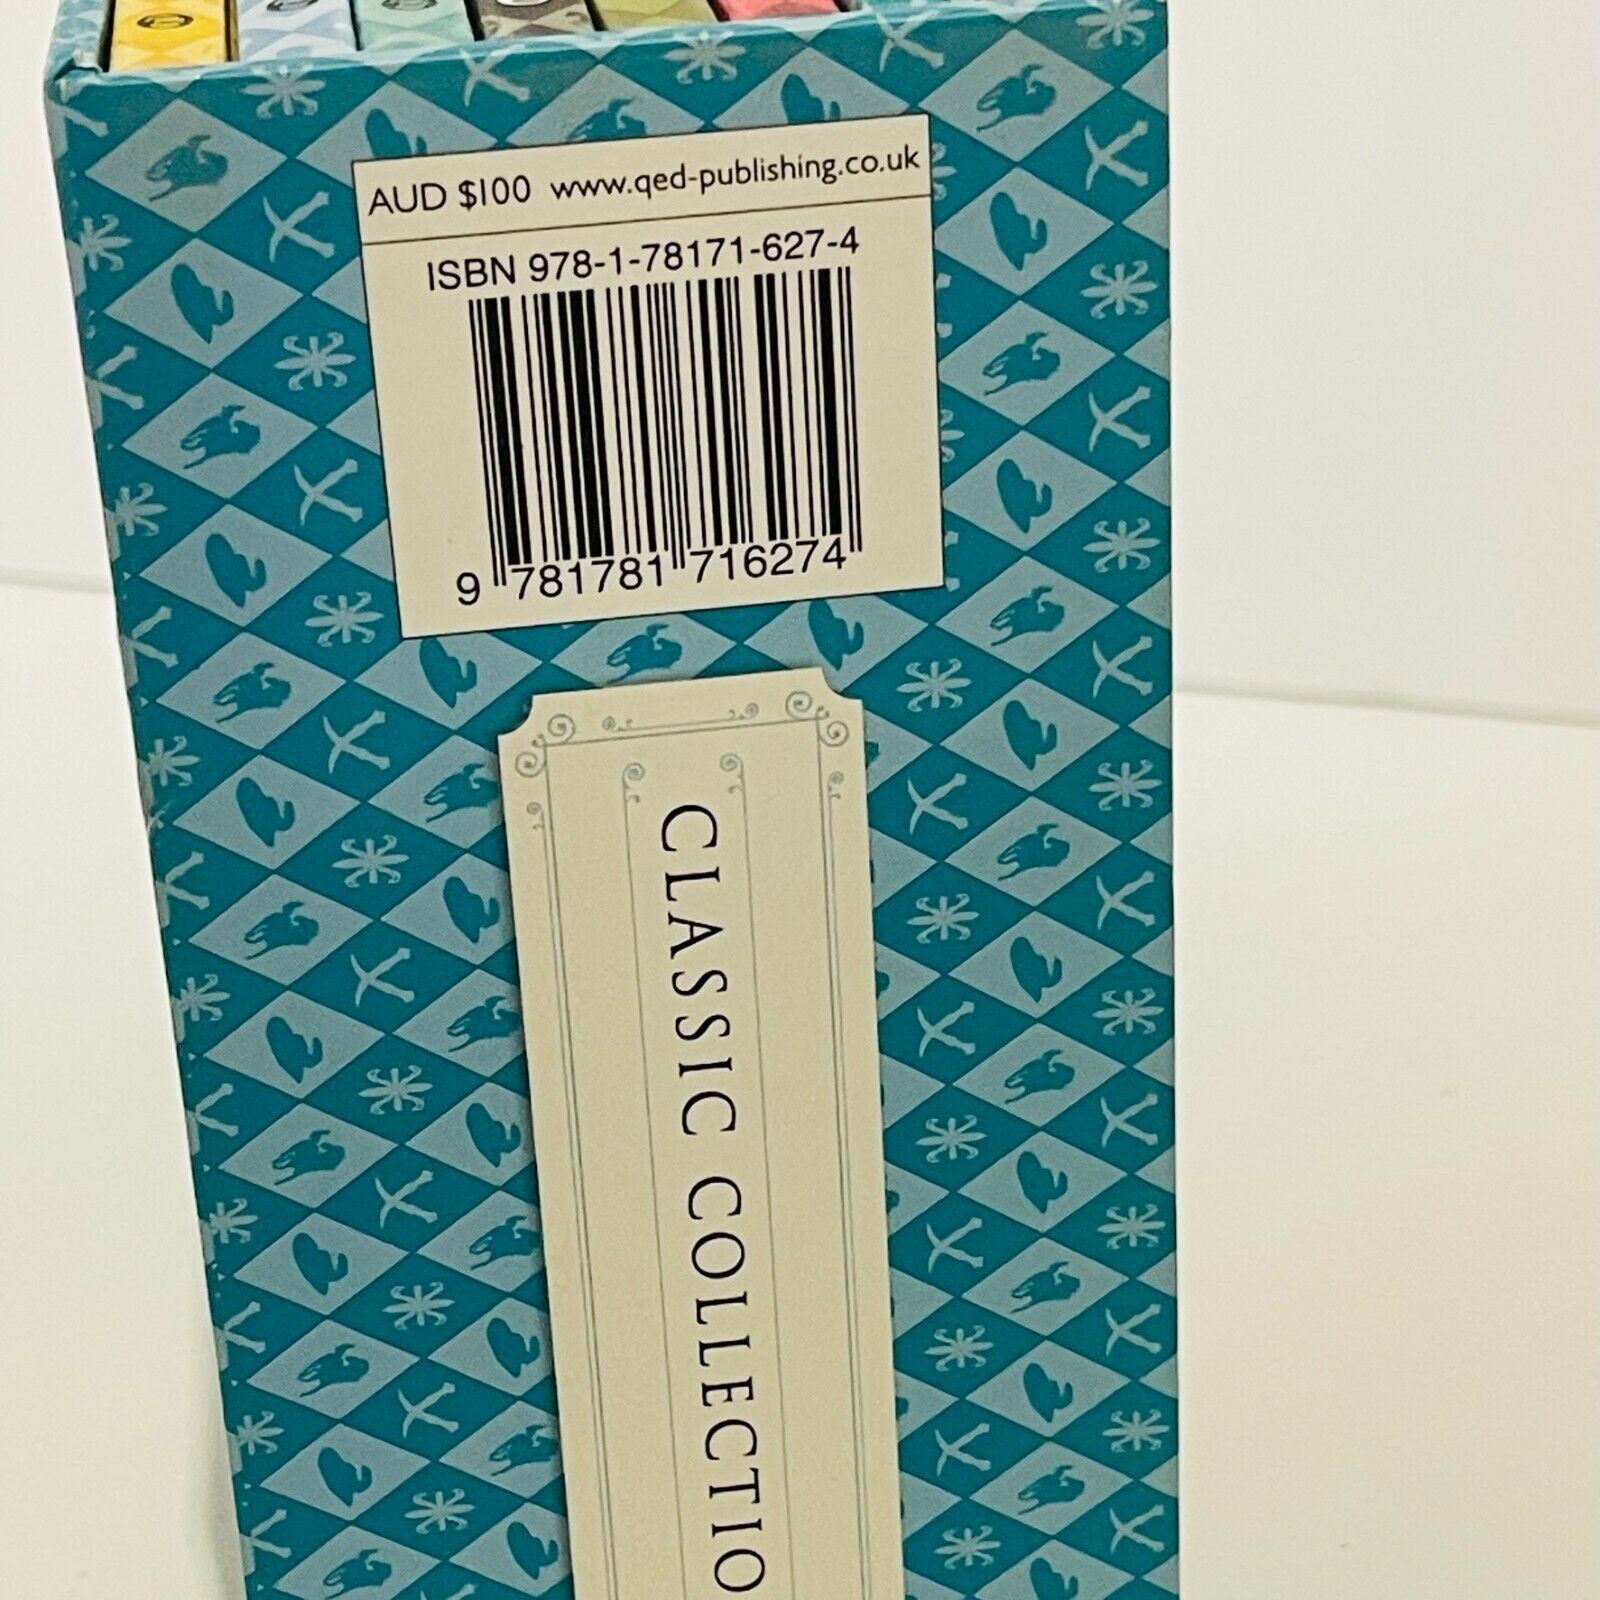 AUD $100 www.qed-publishing.co.uk
ISBN 978-1-78171-627-4
9 781781 716274
CLASSIC COLLECTIO